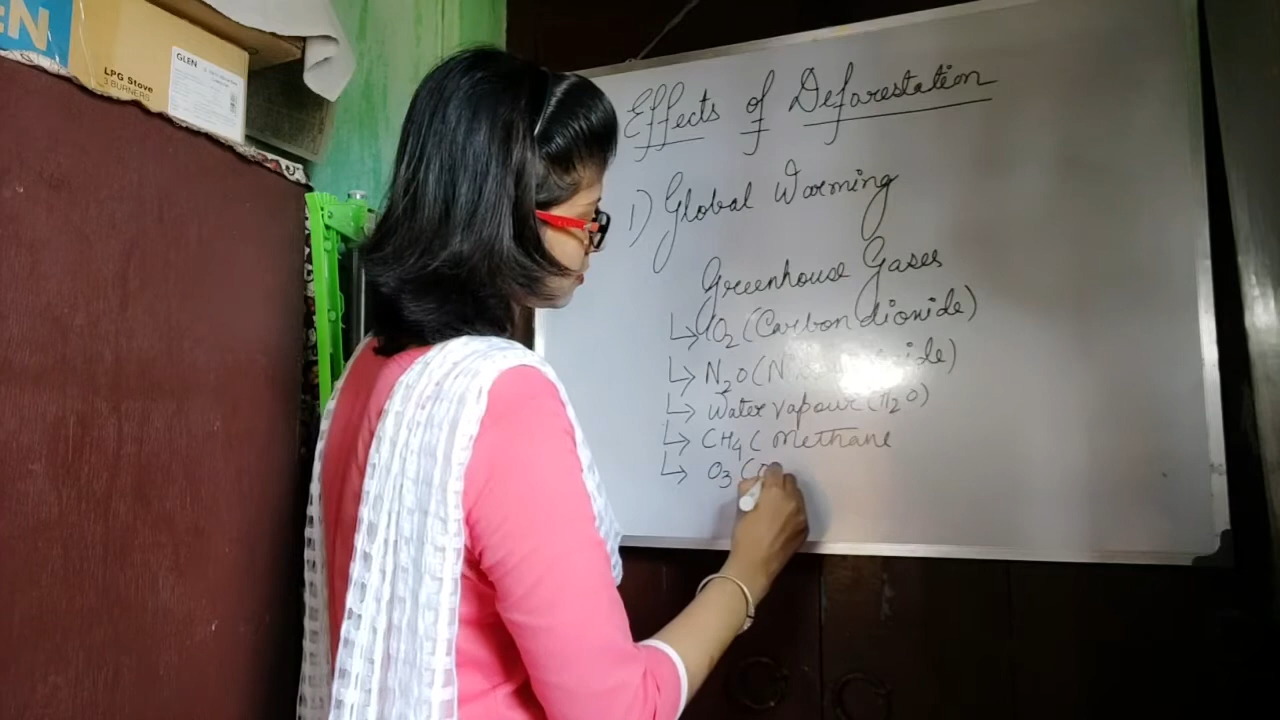 EN
LPG Stove
3 BURNERS
GLEN
Effects of Deforestation
1) Global Warming
Greenhouse Gases
↳ CO2 (Carbon dioxide)
↳ N2O (N
↳ Water vapour (H2O)
↳ CH4 ( Methane
↳ O3 (O